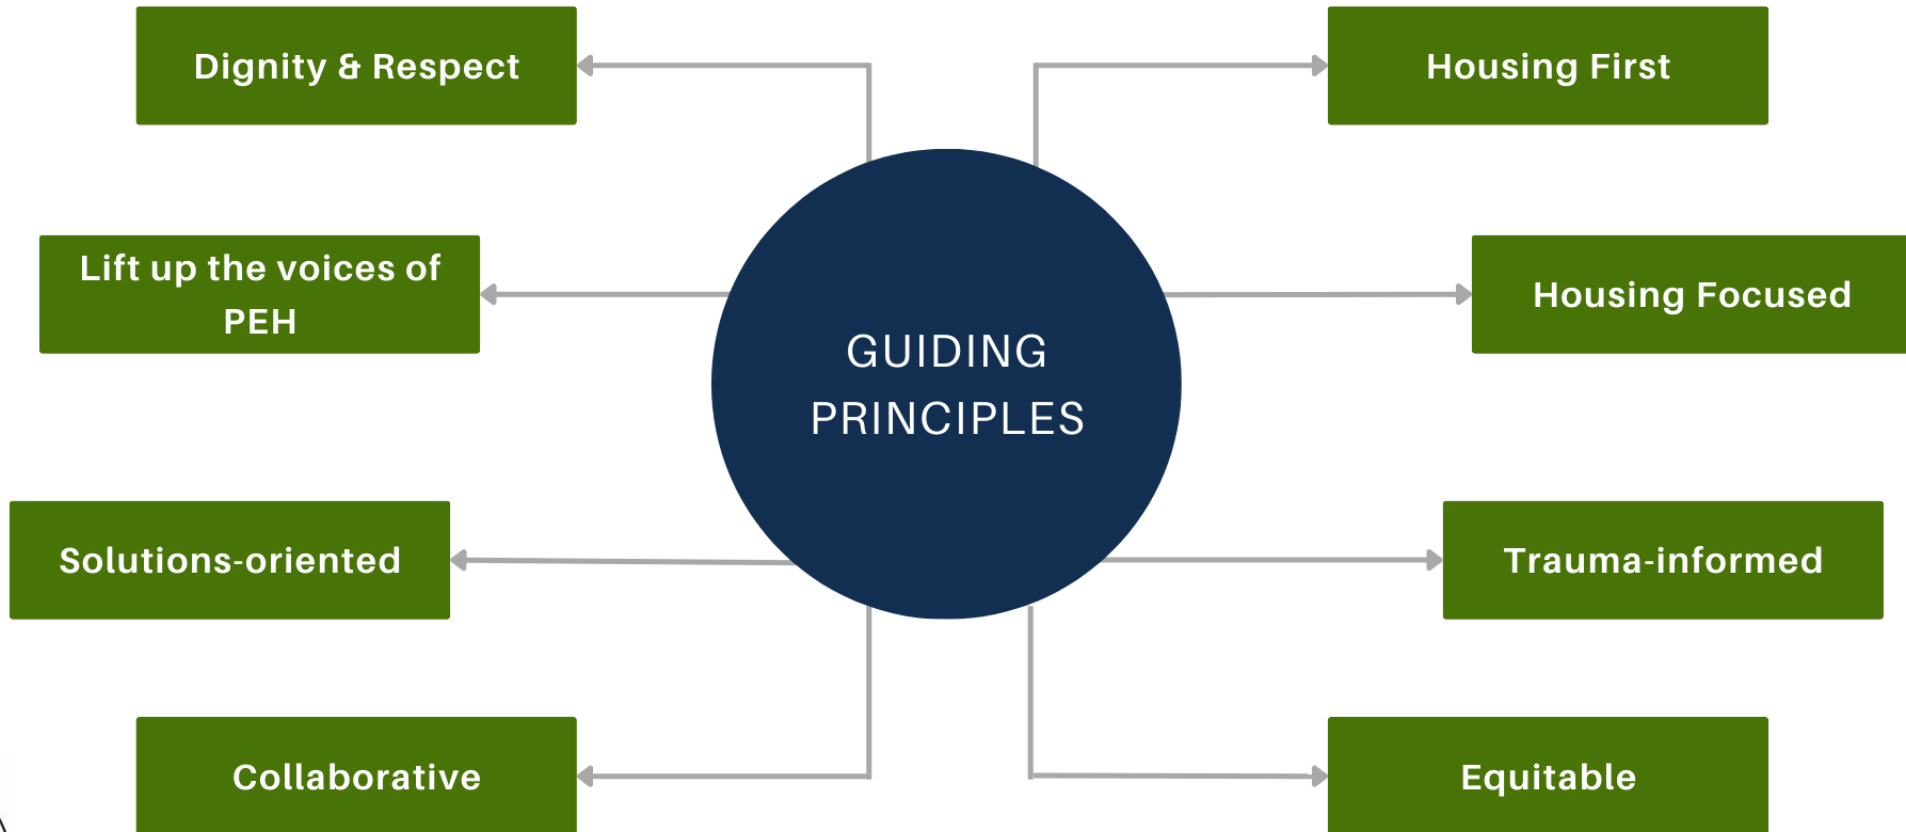 Dignity & Respect
Housing First
Lift up the voices of
PEH
Housing Focused
GUIDING
PRINCIPLES
Solutions-oriented
Trauma-informed
Collaborative
Equitable